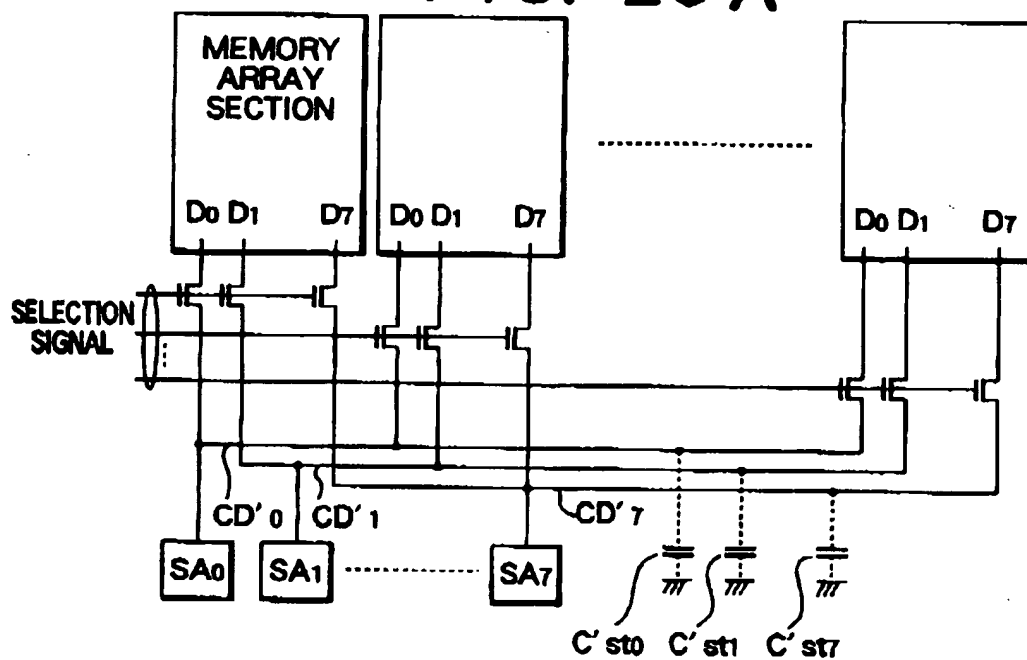 MEMORY
ARRAY
SECTION
D0 D1 D7
D0 D1 D7
D0 D1 D7
SELECTION
SIGNAL
CD'0 CD'1 CD'7
SA0 SA1 SA7
C'st0 C'st1 C'st7